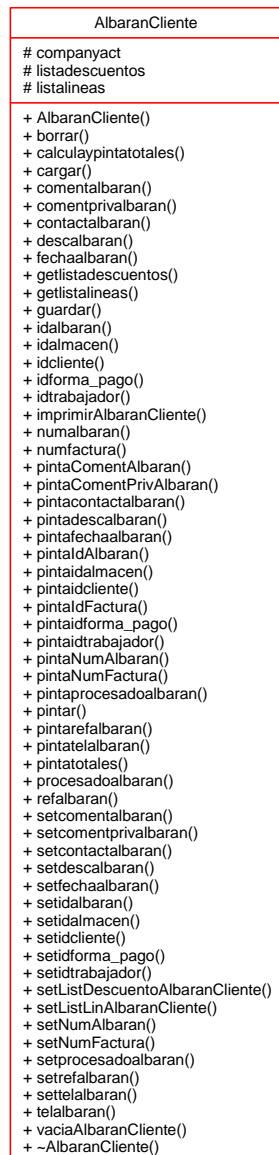 AlbaranCliente
# companyact
# listadescuentos
# listalineas
+ AlbaranCliente()
+ borrar()
+ calculaypintatotales()
+ cargar()
+ comentalbaran()
+ comentprivalbaran()
+ contactalbaran()
+ descalbaran()
+ fechaalbaran()
+ getlistadescuentos()
+ getlistalineas()
+ guardar()
+ idalbaran()
+ idalmacen()
+ idcliente()
+ idforma_pago()
+ idtrabajador()
+ imprimirAlbaranCliente()
+ numalbaran()
+ numfactura()
+ pintaComentAlbaran()
+ pintaComentPrivAlbaran()
+ pintacontactalbaran()
+ pintadescalbaran()
+ pintafechaalbaran()
+ pintaIdAlbaran()
+ pintaidalmacen()
+ pintaidcliente()
+ pintaIdFactura()
+ pintaidforma_pago()
+ pintaidtrabajador()
+ pintaNumAlbaran()
+ pintaNumFactura()
+ pintaprocesadoalbaran()
+ pintar()
+ pintarefalbaran()
+ pintatelalbaran()
+ pintatotales()
+ procesadoalbaran()
+ refalbaran()
+ setcomentalbaran()
+ setcomentprivalbaran()
+ setcontactalbaran()
+ setdescalbaran()
+ setfechaalbaran()
+ setidalbaran()
+ setidalmacen()
+ setidcliente()
+ setidforma_pago()
+ setidtrabajador()
+ setListDescuentoAlbaranCliente()
+ setListLinAlbaranCliente()
+ setNumAlbaran()
+ setNumFactura()
+ setprocesadoalbaran()
+ setrefalbaran()
+ settelalbaran()
+ telalbaran()
+ vaciaAlbaranCliente()
+ ~AlbaranCliente()